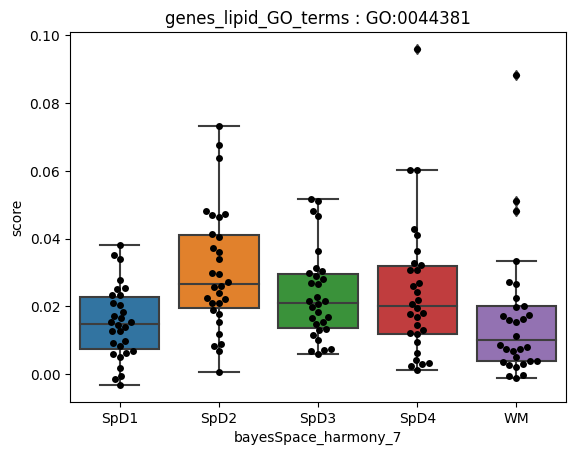 genes_lipid_GO_terms : GO:0044381
0.10
0.08
0.06
0.04
0.02
0.00
score
SpD1 SpD2 SpD3 SpD4 WM
bayesSpace_harmony_7